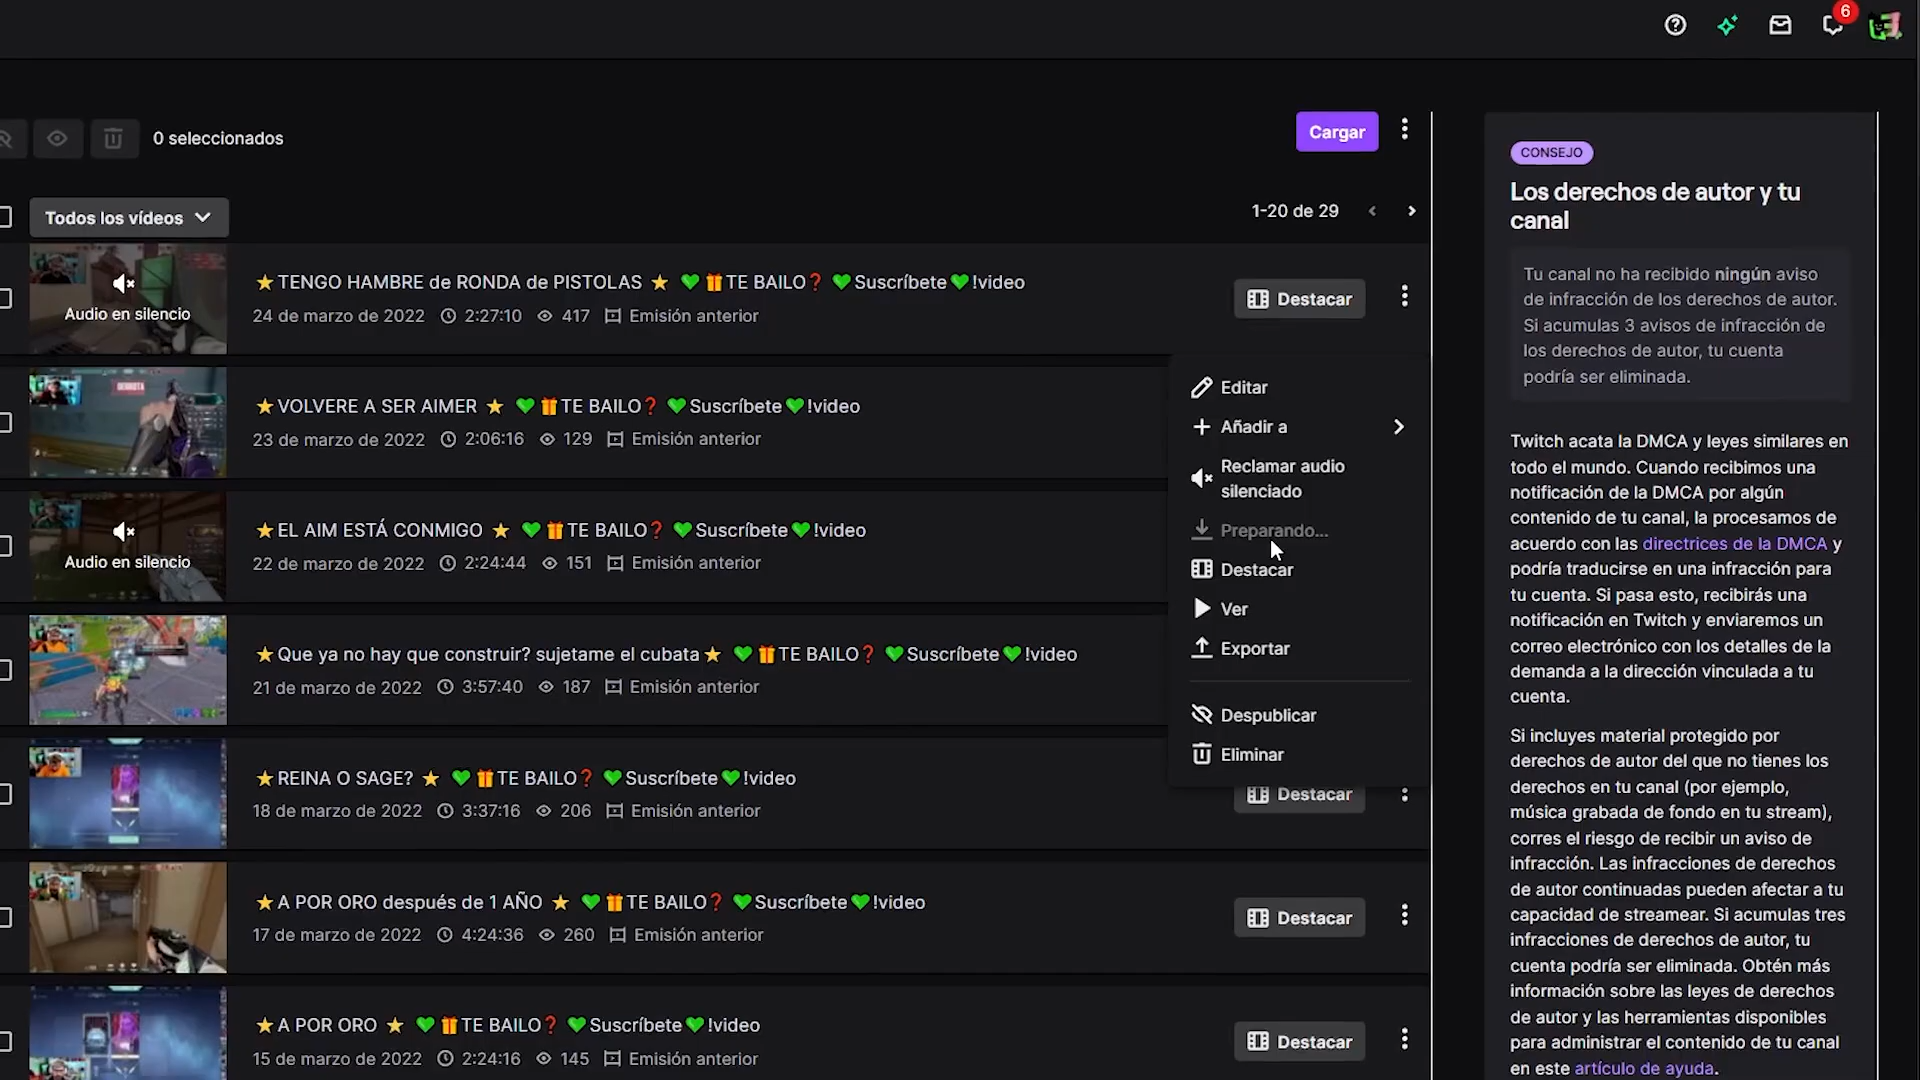 6
0 seleccionados
Cargar
Todos los vídeos
1-20 de 29
Audio en silencio
⭐TENGO HAMBRE de RONDA de PISTOLAS ⭐ 💚🎁TE BAILO❓ 💚Suscríbete💚!video
24 de marzo de 2022 2:27:10 417 Emisión anterior
Destacar
DERROTA
⭐VOLVERE A SER AIMER ⭐ 💚🎁TE BAILO❓ 💚Suscríbete💚!video
23 de marzo de 2022 2:06:16 129 Emisión anterior
Audio en silencio
⭐EL AIM ESTÁ CONMIGO ⭐ 💚🎁TE BAILO❓ 💚Suscríbete💚!video
22 de marzo de 2022 2:24:44 151 Emisión anterior
⭐Que ya no hay que construir? sujetame el cubata⭐ 💚🎁TE BAILO❓ 💚Suscríbete💚!video
21 de marzo de 2022 3:57:40 187 Emisión anterior
⭐REINA O SAGE? ⭐ 💚🎁TE BAILO❓ 💚Suscríbete💚!video
18 de marzo de 2022 3:37:16 206 Emisión anterior
Destacar
⭐A POR ORO después de 1 AÑO ⭐ 💚🎁TE BAILO❓ 💚Suscríbete💚!video
17 de marzo de 2022 4:24:36 260 Emisión anterior
Destacar
⭐A POR ORO ⭐ 💚🎁TE BAILO❓ 💚Suscríbete💚!video
15 de marzo de 2022 2:24:16 145 Emisión anterior
Destacar
Editar
Añadir a
Reclamar audio
silenciado
Preparando...
Destacar
Ver
Exportar
Despublicar
Eliminar
CONSEJO
Los derechos de autor y tu
canal
Tu canal no ha recibido ningún aviso
de infracción de los derechos de autor.
Si acumulas 3 avisos de infracción de
los derechos de autor, tu cuenta
podría ser eliminada.
Twitch acata la DMCA y leyes similares en
todo el mundo. Cuando recibimos una
notificación de la DMCA por algún
contenido de tu canal, la procesamos de
acuerdo con las directrices de la DMCA y
podría traducirse en una infracción para
tu cuenta. Si pasa esto, recibirás una
notificación en Twitch y enviaremos un
correo electrónico con los detalles de la
demanda a la dirección vinculada a tu
cuenta.
Si incluyes material protegido por
derechos de autor del que no tienes los
derechos en tu canal (por ejemplo,
música grabada de fondo en tu stream),
corres el riesgo de recibir un aviso de
infracción. Las infracciones de derechos
de autor continuadas pueden afectar a tu
capacidad de streamear. Si acumulas tres
infracciones de derechos de autor, tu
cuenta podría ser eliminada. Obtén más
información sobre las leyes de derechos
de autor y las herramientas disponibles
para administrar el contenido de tu canal
en este artículo de ayuda.